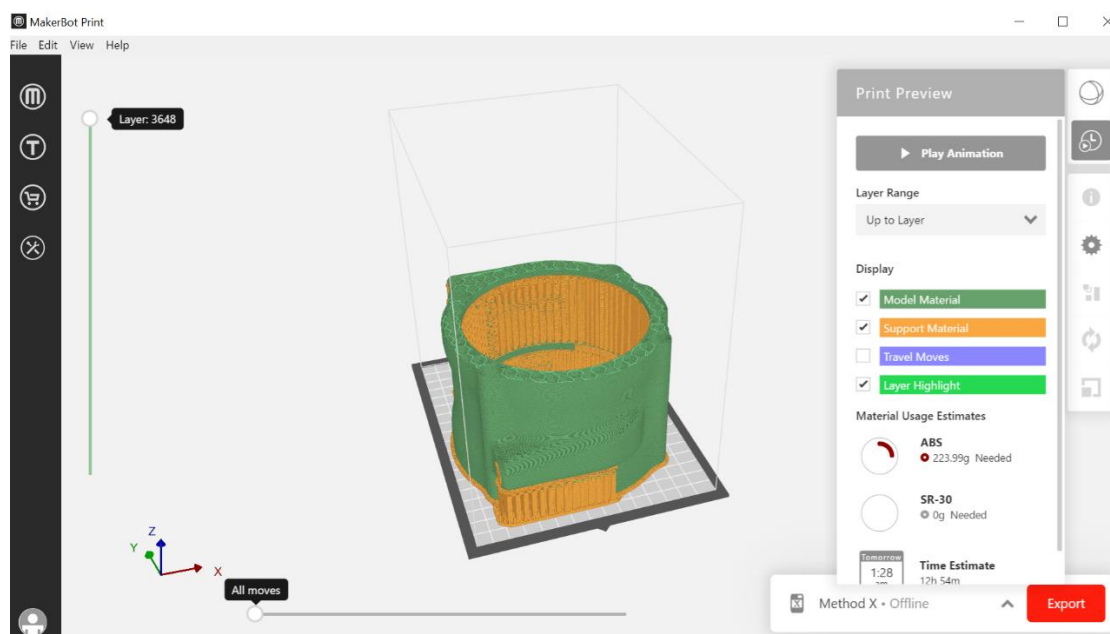 MakerBot Print
File Edit View Help
Layer: 3648
Print Preview
Play Animation
Layer Range
Up to Layer
Display
Model Material
Support Material
Travel Moves
Layer Highlight
Material Usage Estimates
ABS
223.99g Needed
SR-30
0g Needed
Tomorrow
1:28
Time Estimate
12h 54m
Z
Y
X
All moves
Method X • Offline
Export